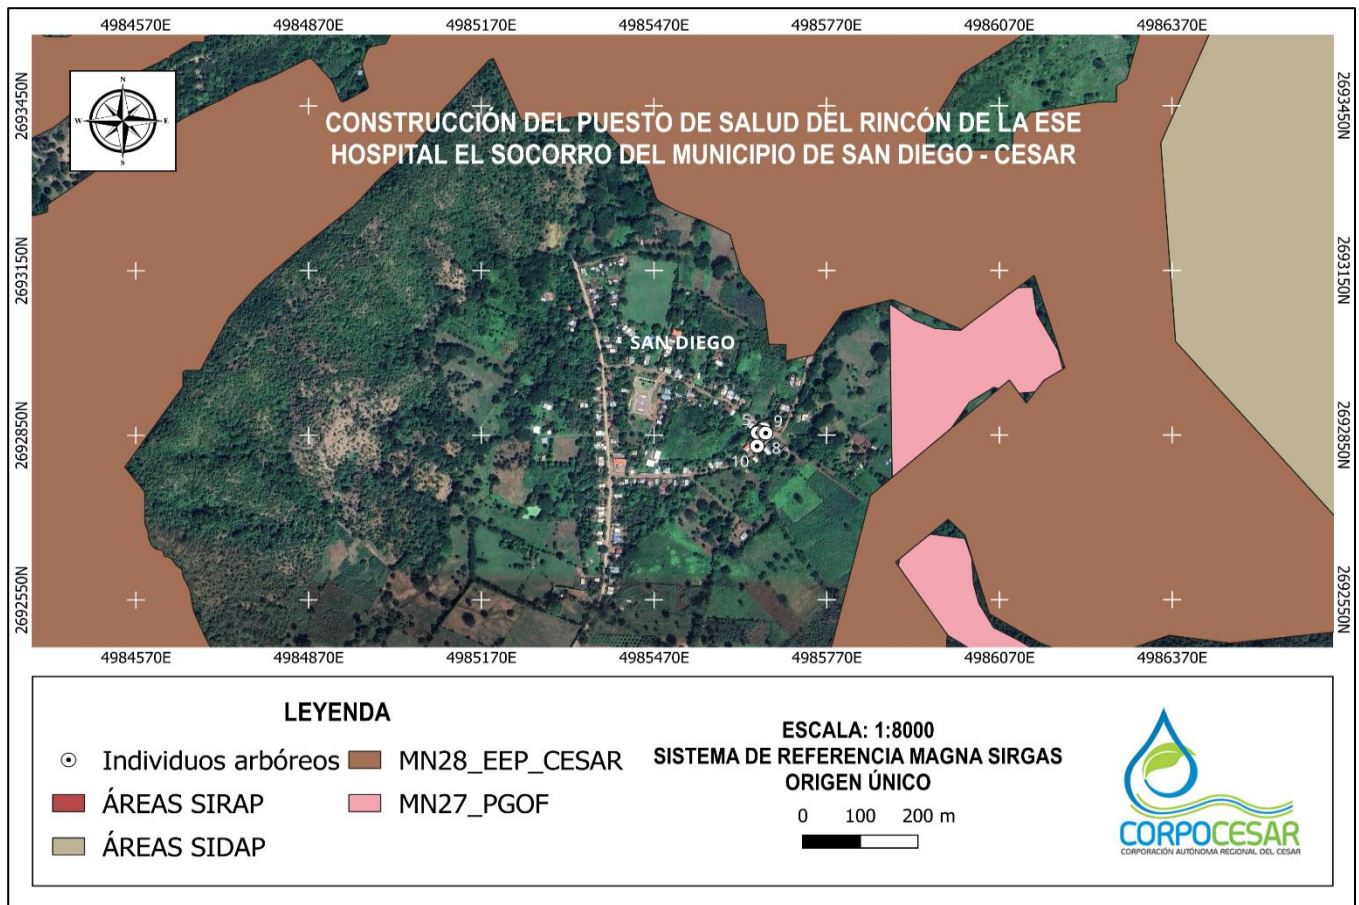 4984570E 4984870E 4985170E 4985470E 4985770E 4986070E 4986370E
2693450N
2693150N
2692850N
2692550N
N
W E
S
CONSTRUCCIÓN DEL PUESTO DE SALUD DEL RINCÓN DE LA ESE
HOSPITAL EL SOCORRO DEL MUNICIPIO DE SAN DIEGO - CESAR
SAN DIEGO
5 9
8
10
2693450N
2693150N
2692850N
2692550N
4984570E 4984870E 4985170E 4985470E 4985770E 4986070E 4986370E
LEYENDA
Individuos arbóreos
ÁREAS SIRAP
ÁREAS SIDAP
MN28_EEP_CESAR
MN27_PGOF
ESCALA: 1:8000
SISTEMA DE REFERENCIA MAGNA SIRGAS
ORIGEN ÚNICO
0 100 200 m
CORPOCESAR
CORPORACIÓN AUTÓNOMA REGIONAL DEL CESAR